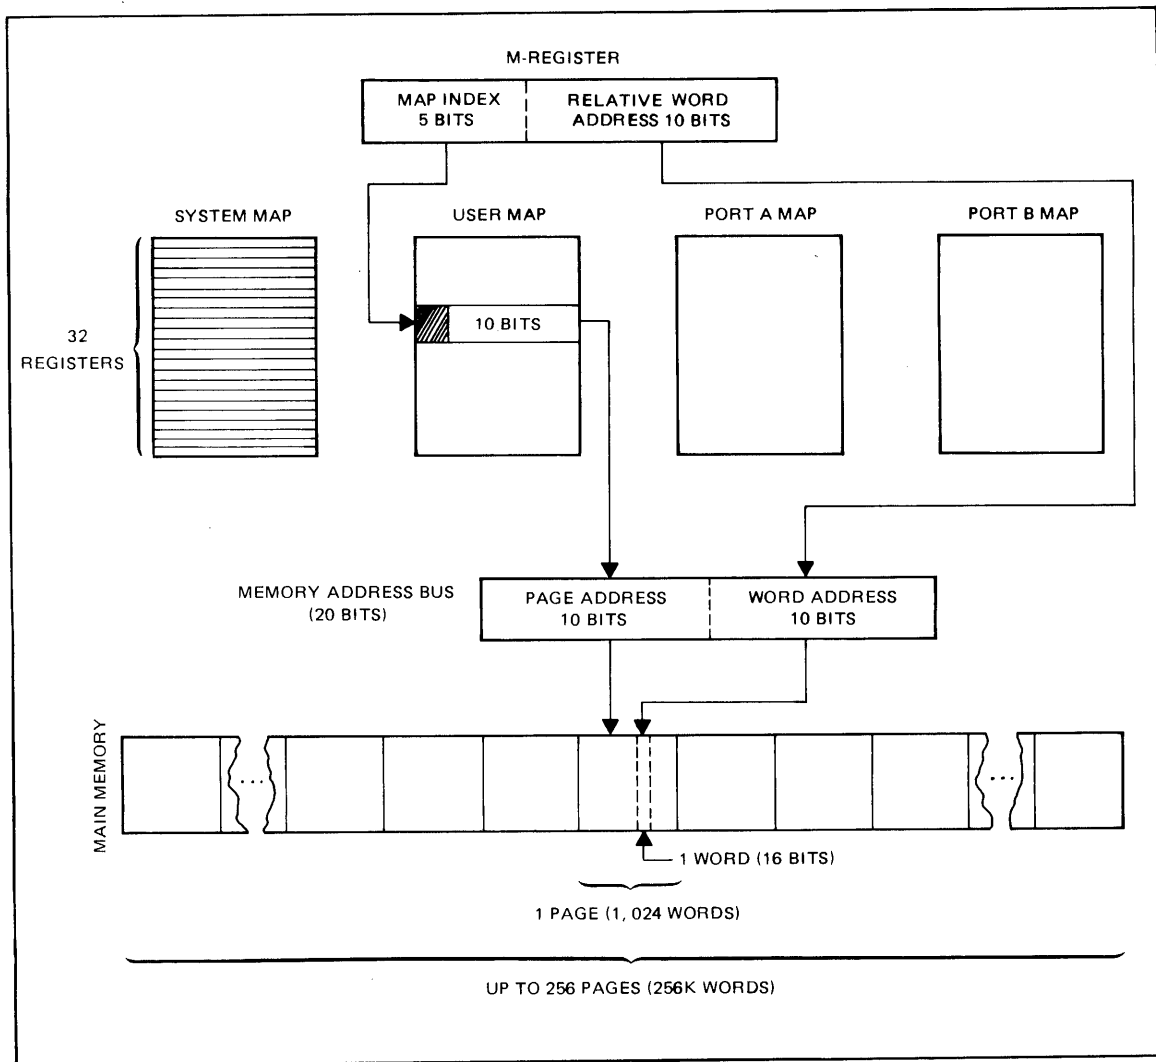 M-REGISTER
MAP INDEX
5 BITS
RELATIVE WORD
ADDRESS 10 BITS
SYSTEM MAP
USER MAP
PORT A MAP
PORT B MAP
32
REGISTERS
10 BITS
MEMORY ADDRESS BUS
(20 BITS)
PAGE ADDRESS
10 BITS
WORD ADDRESS
10 BITS
MAIN MEMORY
...
...
1 WORD (16 BITS)
1 PAGE (1, 024 WORDS)
UP TO 256 PAGES (256K WORDS)